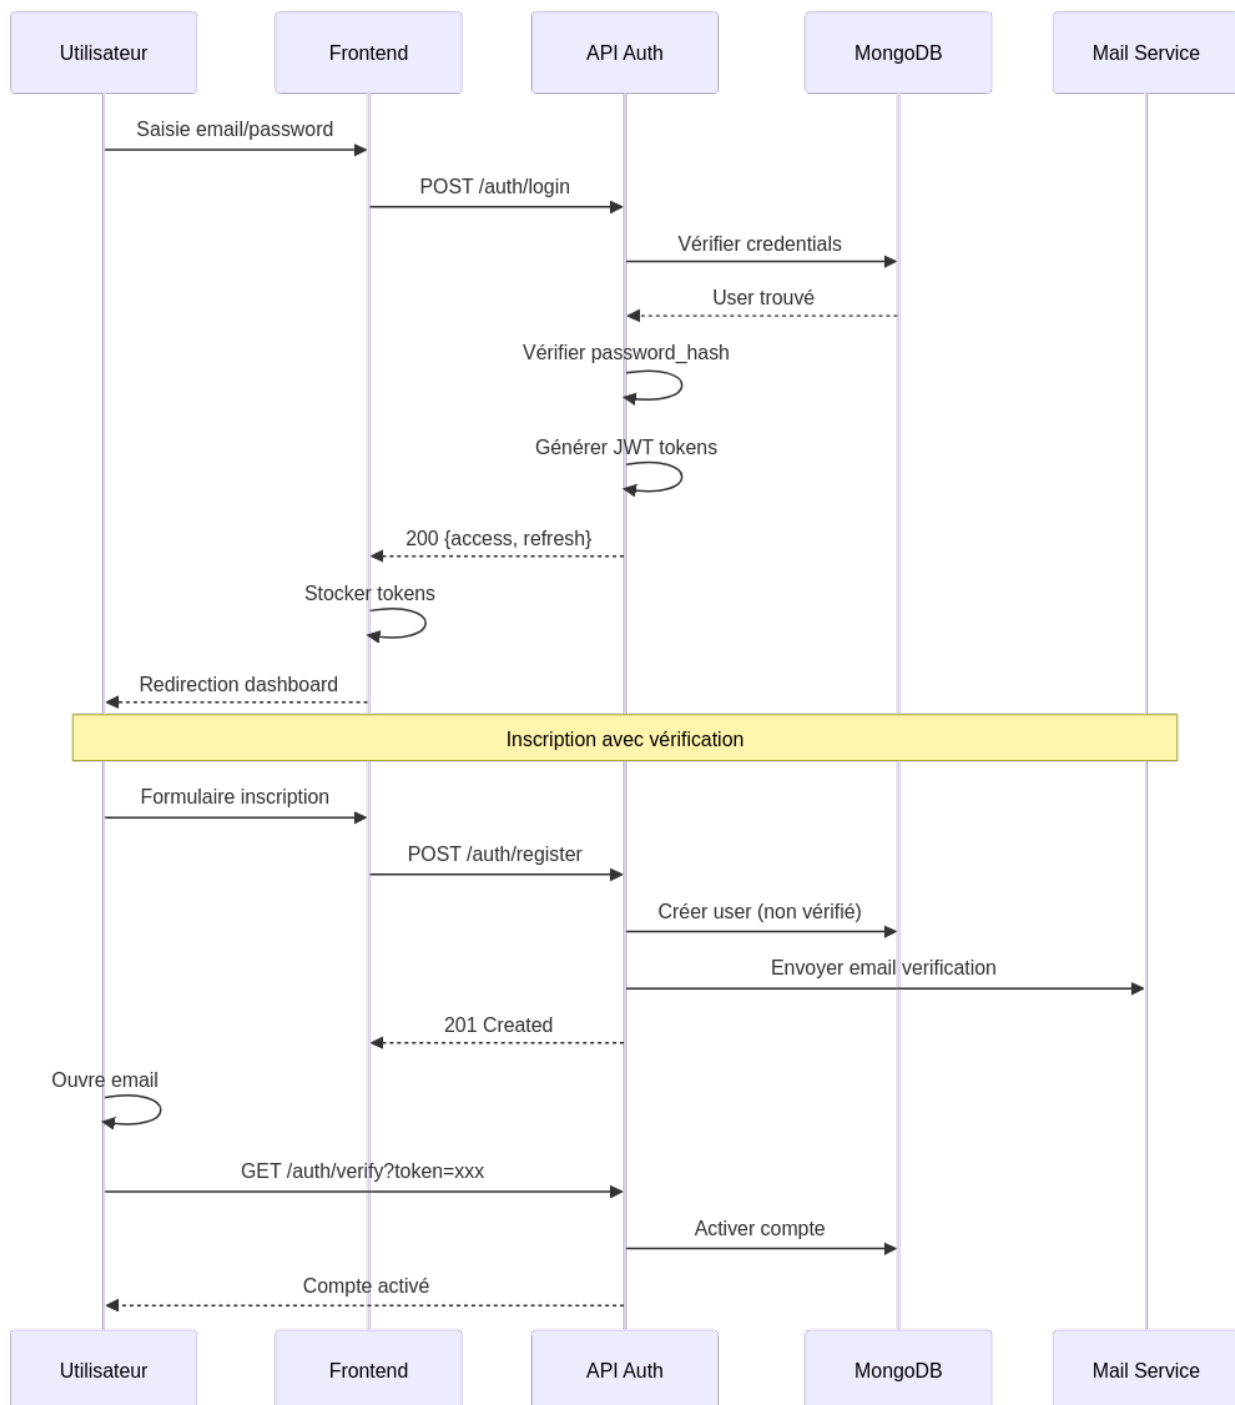 Utilisateur
Frontend
API Auth
MongoDB
Mail Service
Saisie email/password
POST /auth/login
Vérifier credentials
User trouvé
Vérifier password_hash
Générer JWT tokens
200 {access, refresh}
Stocker tokens
Redirection dashboard
Inscription avec vérification
Formulaire inscription
POST /auth/register
Créer user (non vérifié)
Envoyer email verification
201 Created
Ouvre email
GET /auth/verify?token=xxx
Activer compte
Compte activé
Utilisateur
Frontend
API Auth
MongoDB
Mail Service